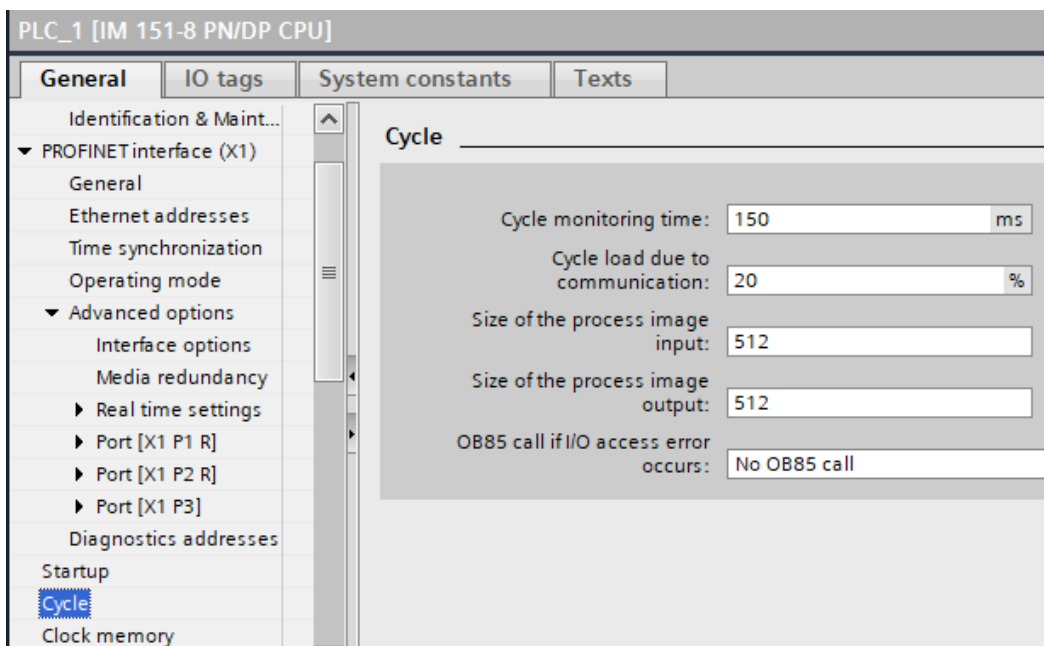 PLC_1 [IM 151-8 PN/DP CPU]
General
IO tags
System constants
Texts
Identification & Maint...
PROFINET interface (X1)
General
Ethernet addresses
Time synchronization
Operating mode
Advanced options
Interface options
Media redundancy
Real time settings
Port [X1 P1 R]
Port [X1 P2 R]
Port [X1 P3]
Diagnostics addresses
Startup
Cycle
Clock memory
Cycle
Cycle monitoring time: 150 ms
Cycle load due to
communication: 20 %
Size of the process image
input: 512
Size of the process image
output: 512
OB85 call if I/O access error
occurs: No OB85 call